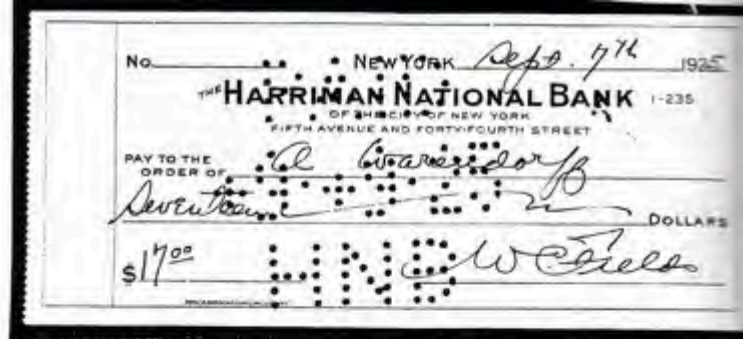 No. NEW YORK Sept. 7th 1925
THE HARRIMAN NATIONAL BANK 1-235
OF THE CITY OF NEW YORK
FIFTH AVENUE AND FORTY-FOURTH STREET
PAY TO THE ORDER OF A Warendorff
Seventeen DOLLARS
$17.00 W C Fields
HNB